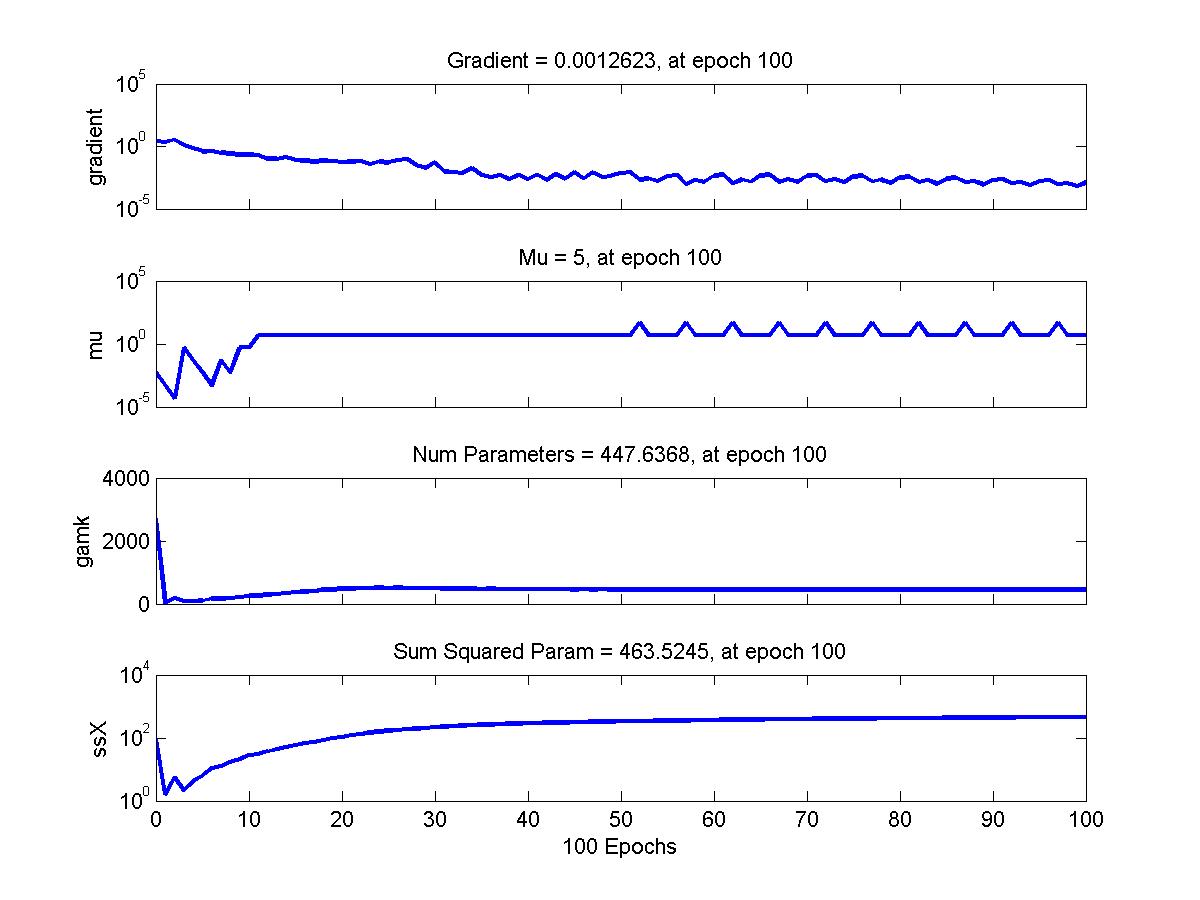 Gradient = 0.0012623, at epoch 100
10^5
10^0
10^-5
gradient
Mu = 5, at epoch 100
10^5
10^0
10^-5
mu
Num Parameters = 447.6368, at epoch 100
4000
2000
0
gamk
Sum Squared Param = 463.5245, at epoch 100
10^4
10^2
10^0
ssX
0 10 20 30 40 50 60 70 80 90 100
100 Epochs